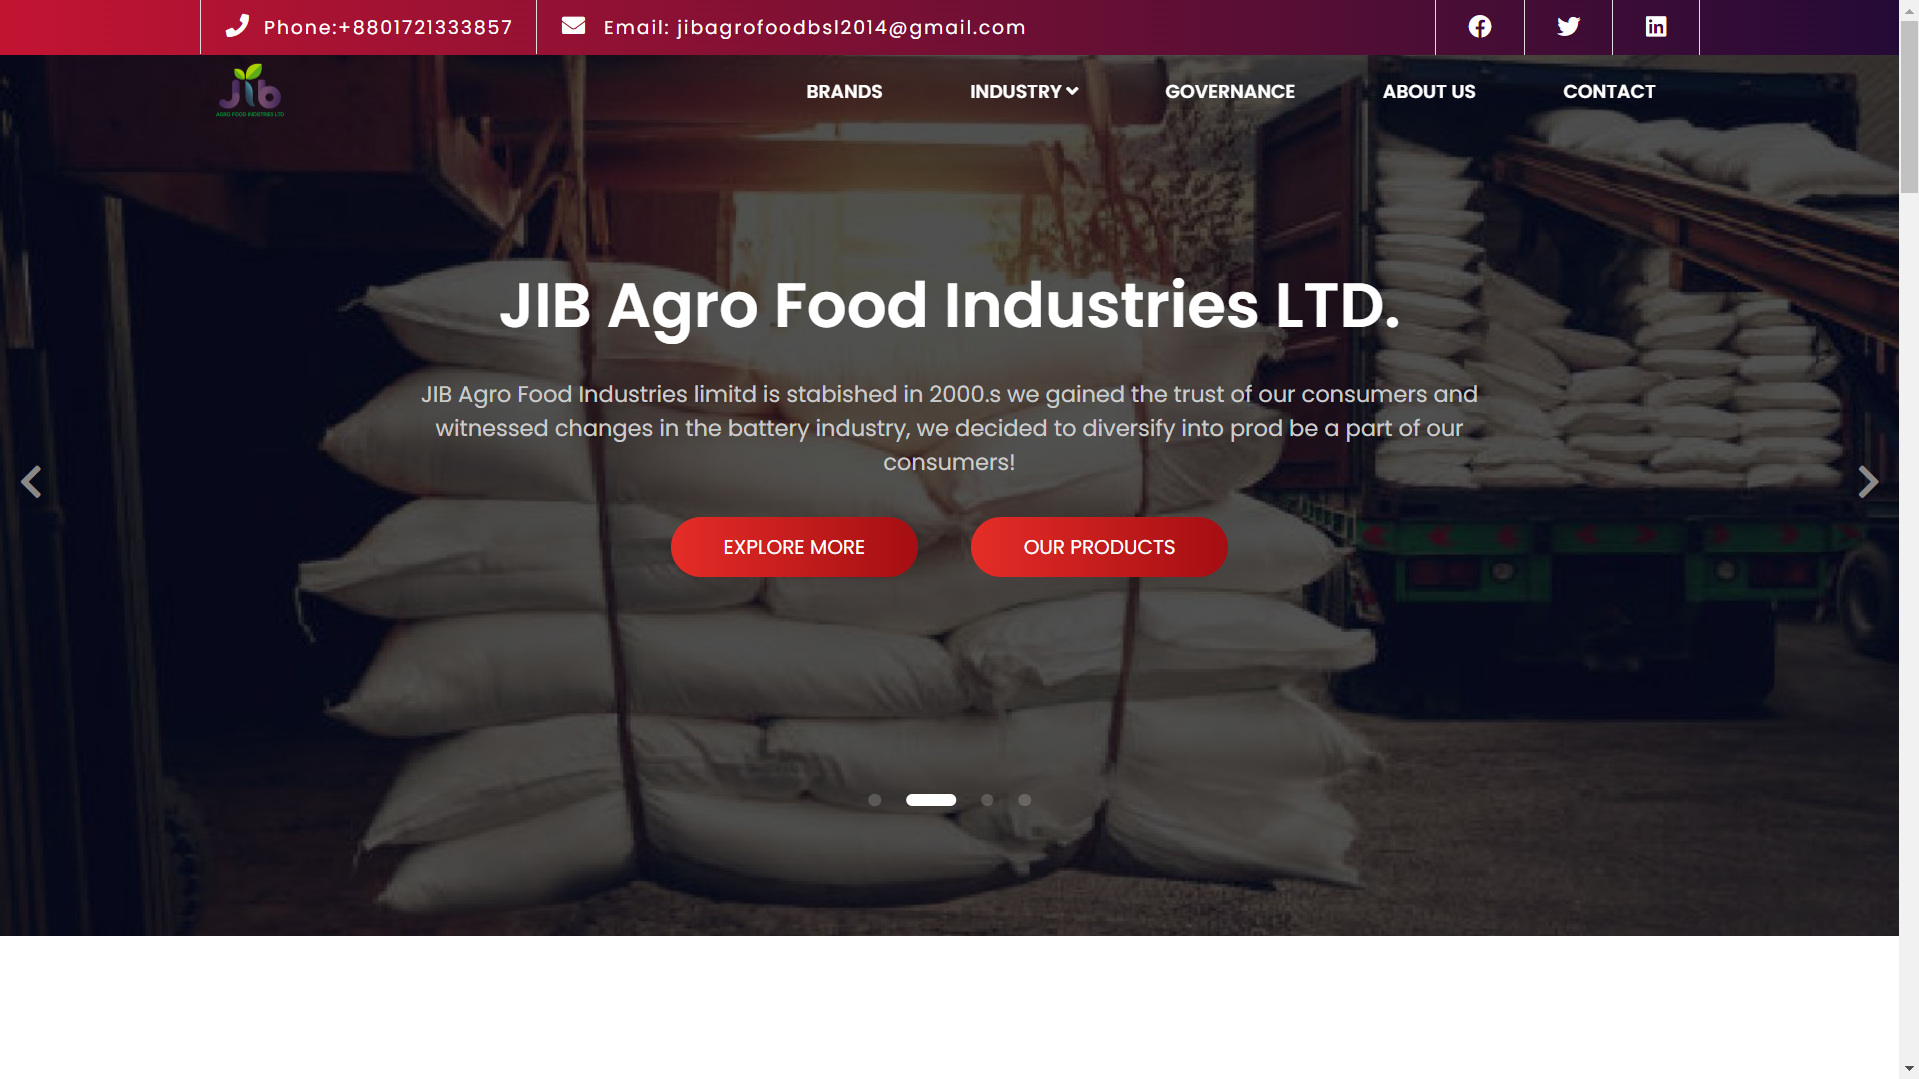 Phone:+8801721333857
Email: jibagrofoodbsl2014@gmail.com
Jib
AGRO FOOD INDUSTRIES LTD
BRANDS
INDUSTRY
GOVERNANCE
ABOUT US
CONTACT
JIB Agro Food Industries LTD.
JIB Agro Food Industries limitd is stabished in 2000.s we gained the trust of our consumers and
witnessed changes in the battery industry, we decided to diversify into prod be a part of our
consumers!
EXPLORE MORE
OUR PRODUCTS